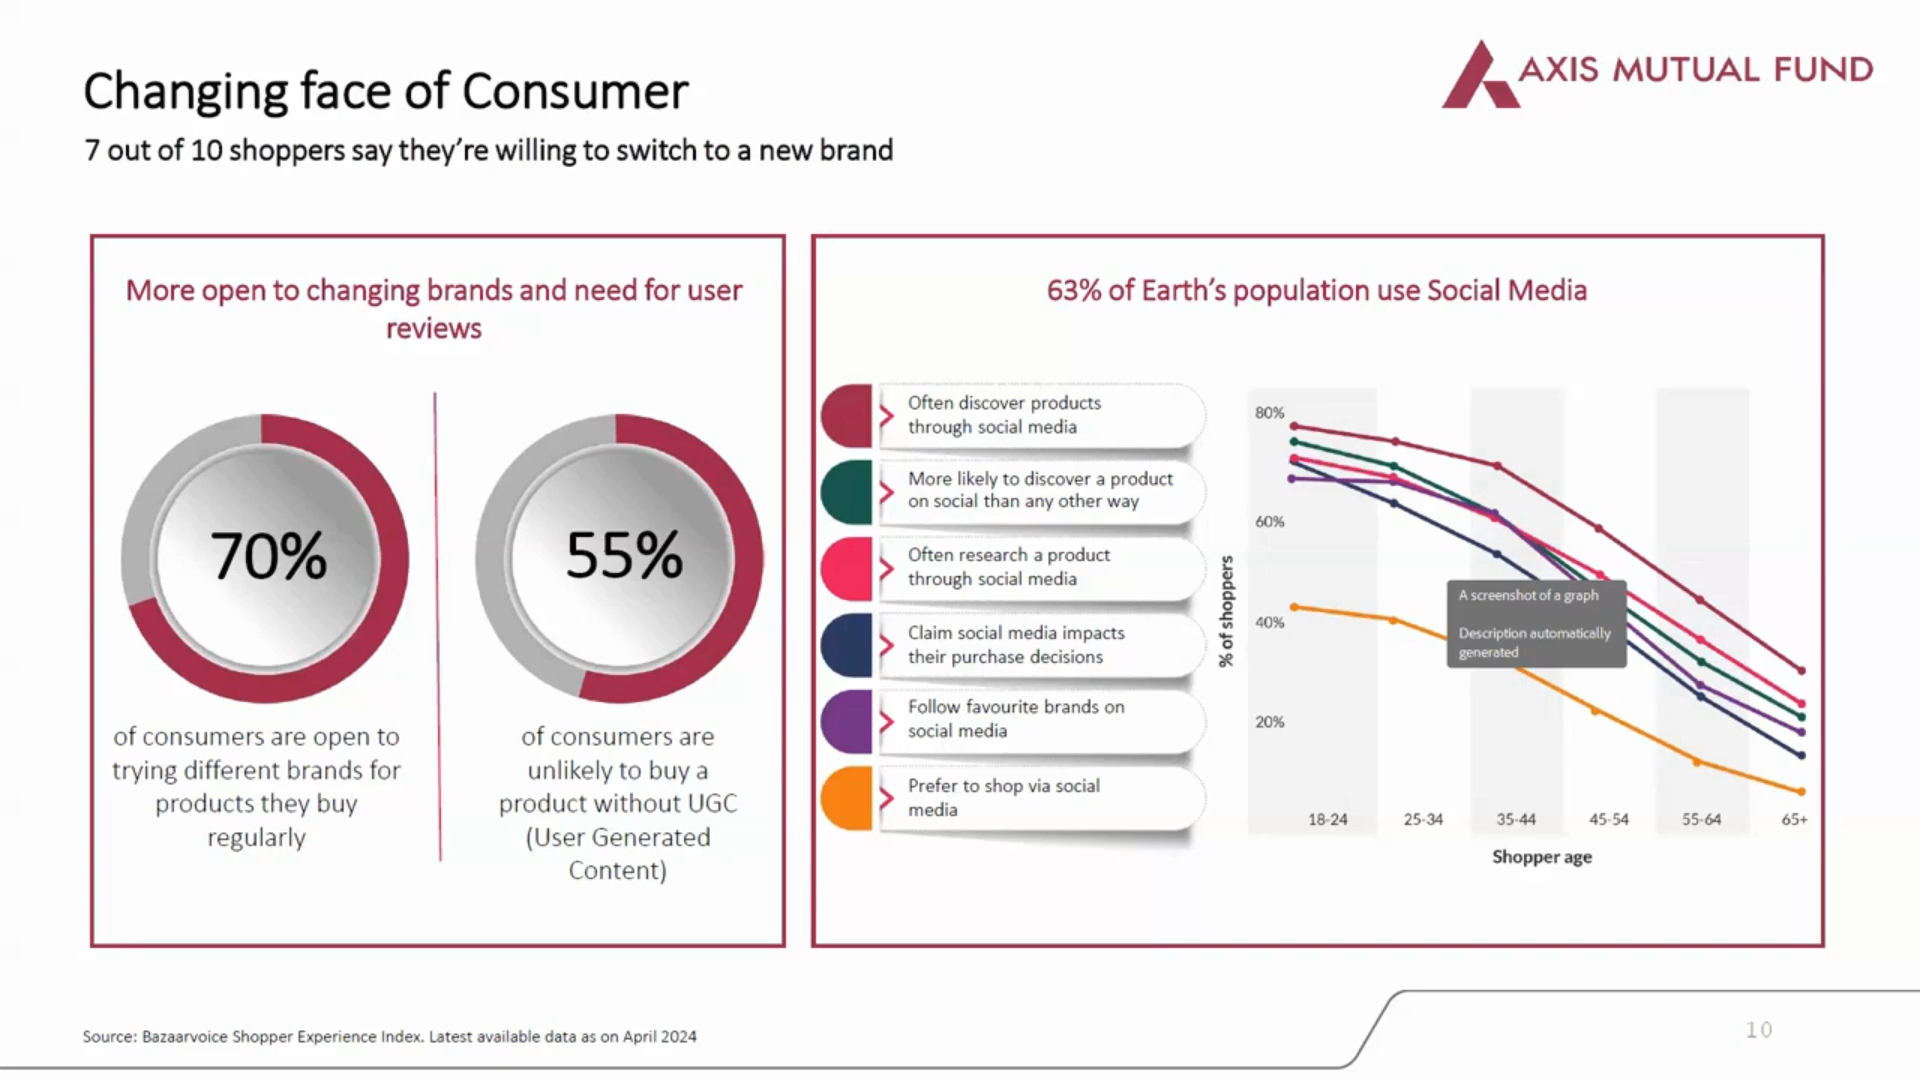 Changing face of Consumer
AXIS MUTUAL FUND
7 out of 10 shoppers say they’re willing to switch to a new brand
More open to changing brands and need for user
reviews
70%
of consumers are open to
trying different brands for
products they buy
regularly
55%
of consumers are
unlikely to buy a
product without UGC
(User Generated
Content)
63% of Earth’s population use Social Media
Often discover products
through social media
More likely to discover a product
on social than any other way
Often research a product
through social media
Claim social media impacts
their purchase decisions
Follow favourite brands on
social media
Prefer to shop via social
media
% of shoppers
80%
60%
40%
20%
A screenshot of a graph
Description automatically
generated
18-24 25-34 35-44 45-54 55-64 65+
Shopper age
Source: Bazaarvoice Shopper Experience Index. Latest available data as on April 2024
10